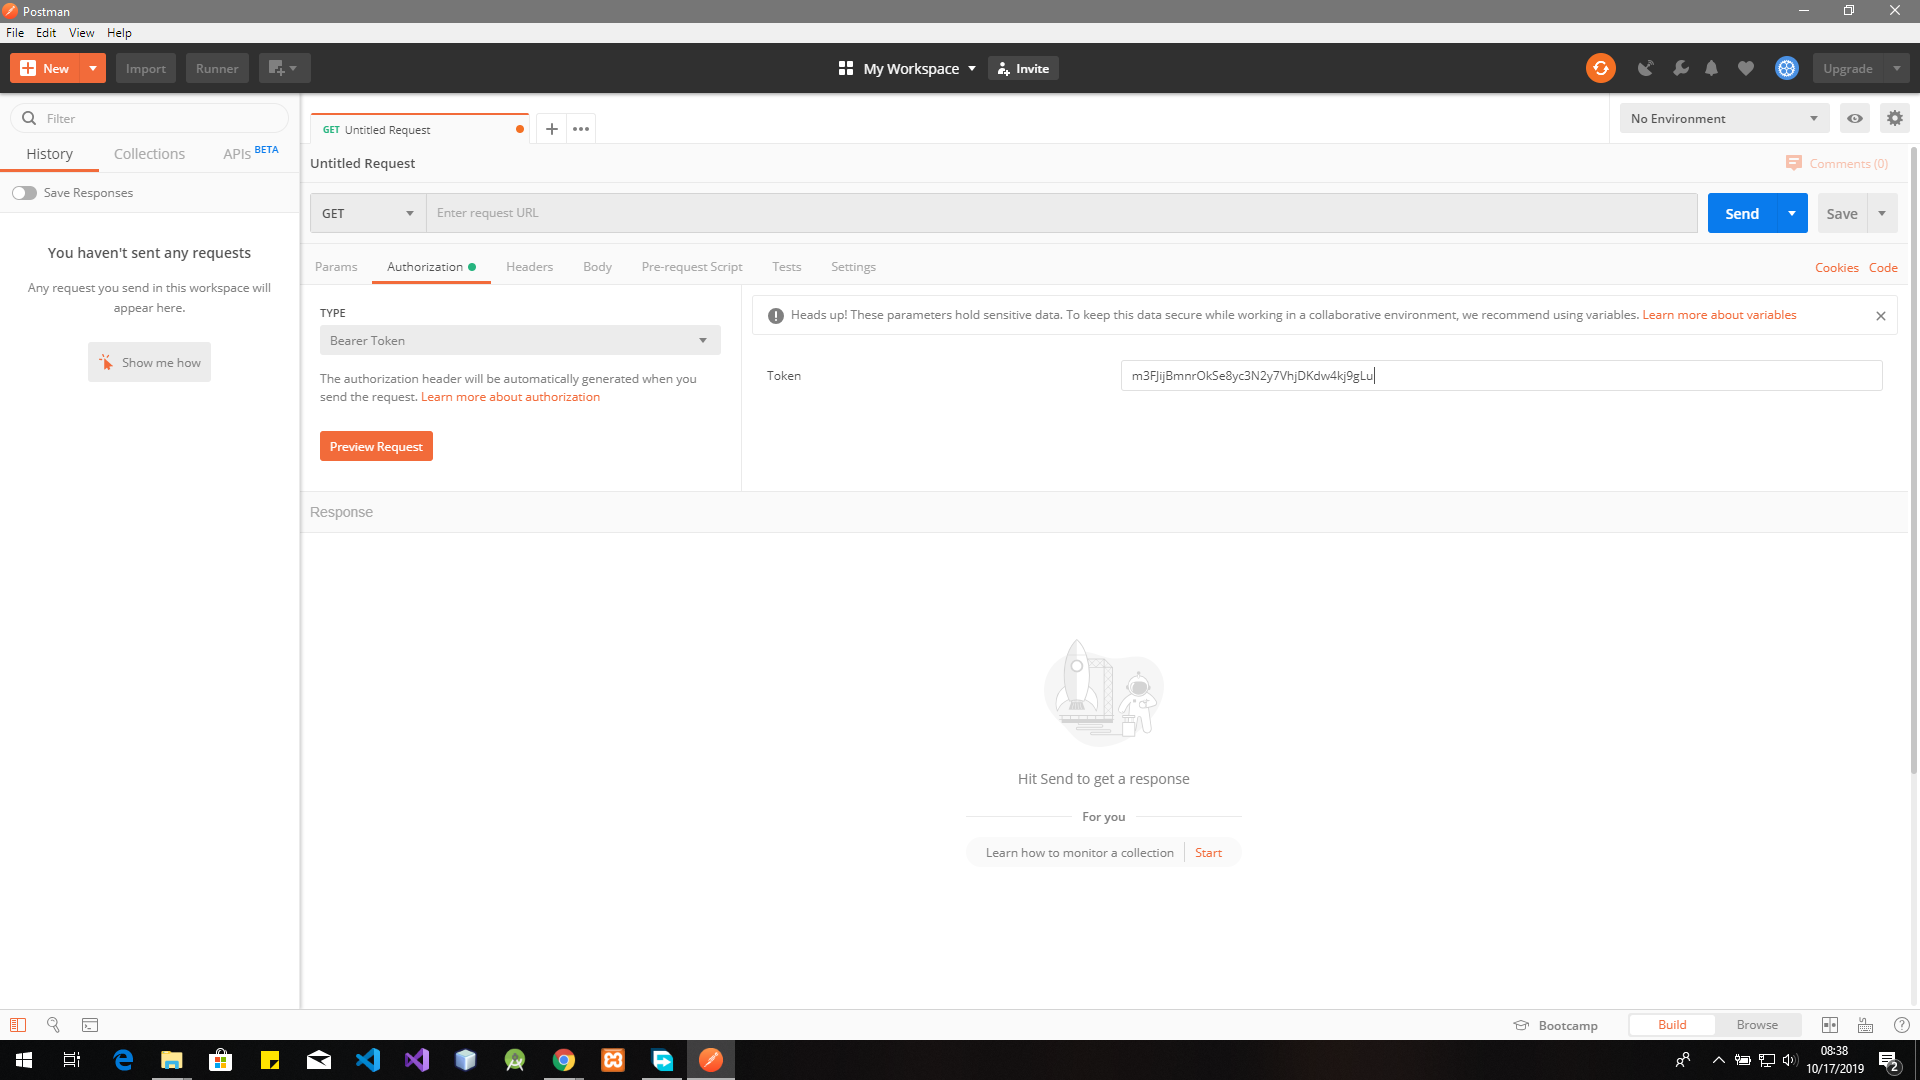 Postman
File Edit View Help
New Import Runner My Workspace Invite Upgrade
Filter
History Collections APIs BETA
Save Responses
You haven't sent any requests
Any request you send in this workspace will
appear here.
Show me how
GET Untitled Request
No Environment
Untitled Request
Comments (0)
GET Enter request URL Send Save
Params Authorization Headers Body Pre-request Script Tests Settings Cookies Code
TYPE
Bearer Token
The authorization header will be automatically generated when you
send the request. Learn more about authorization
Preview Request
Heads up! These parameters hold sensitive data. To keep this data secure while working in a collaborative environment, we recommend using variables. Learn more about variables
Token m3FJijBmnrOkSe8yc3N2y7VhjDKdw4kj9gLu
Response
Hit Send to get a response
For you
Learn how to monitor a collection Start
Bootcamp Build Browse
08:38
10/17/2019
2